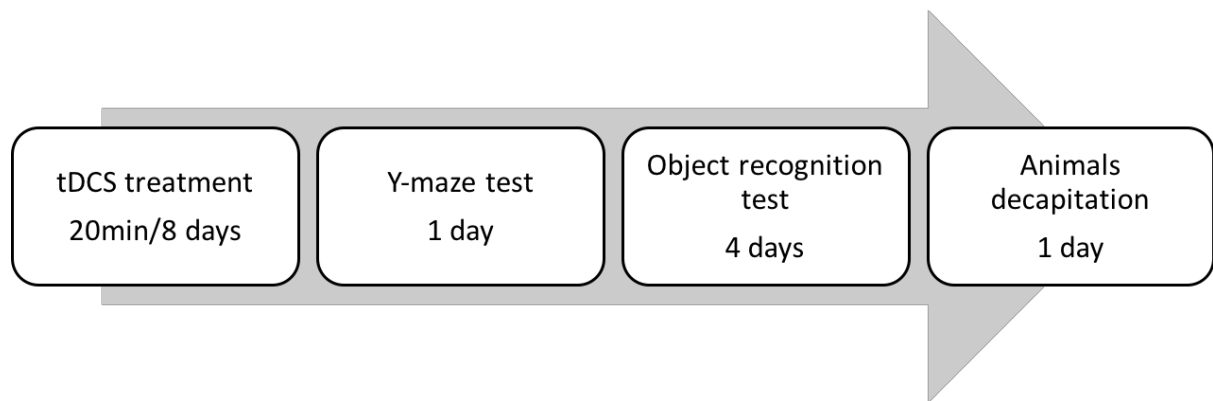 tDCS treatment
20min/8 days
Y-maze test
1 day
Object recognition
test
4 days
Animals
decapitation
1 day